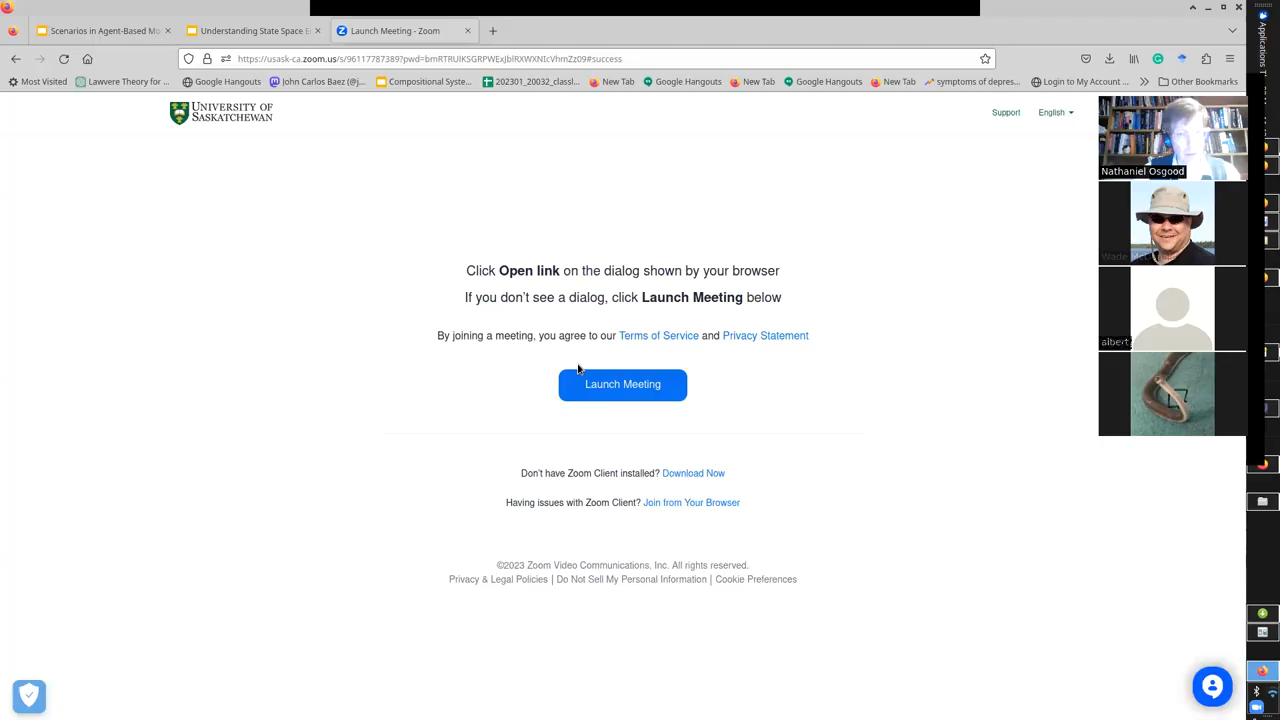 Scenarios in Agent-Based Mo
Understanding State Space E
Launch Meeting - Zoom
https://usask-ca.zoom.us/s/96117787389?pwd=bmRTRUlKSGRPWExJblRXWXNIcVhmZz09#success
Most Visited
Lawvere Theory for ...
Google Hangouts
John Carlos Baez (@j...
Compositional Syste...
202301_20032_class...
New Tab
Google Hangouts
New Tab
Google Hangouts
New Tab
symptoms of depres...
Login to My Account ...
Other Bookmarks
UNIVERSITY OF
SASKATCHEWAN
Support
English
Applications
Nathaniel Osgood
albert
Click Open link on the dialog shown by your browser
If you don't see a dialog, click Launch Meeting below
By joining a meeting, you agree to our Terms of Service and Privacy Statement
Launch Meeting
Don't have Zoom Client installed? Download Now
Having issues with Zoom Client? Join from Your Browser
©2023 Zoom Video Communications, Inc. All rights reserved.
Privacy & Legal Policies | Do Not Sell My Personal Information | Cookie Preferences